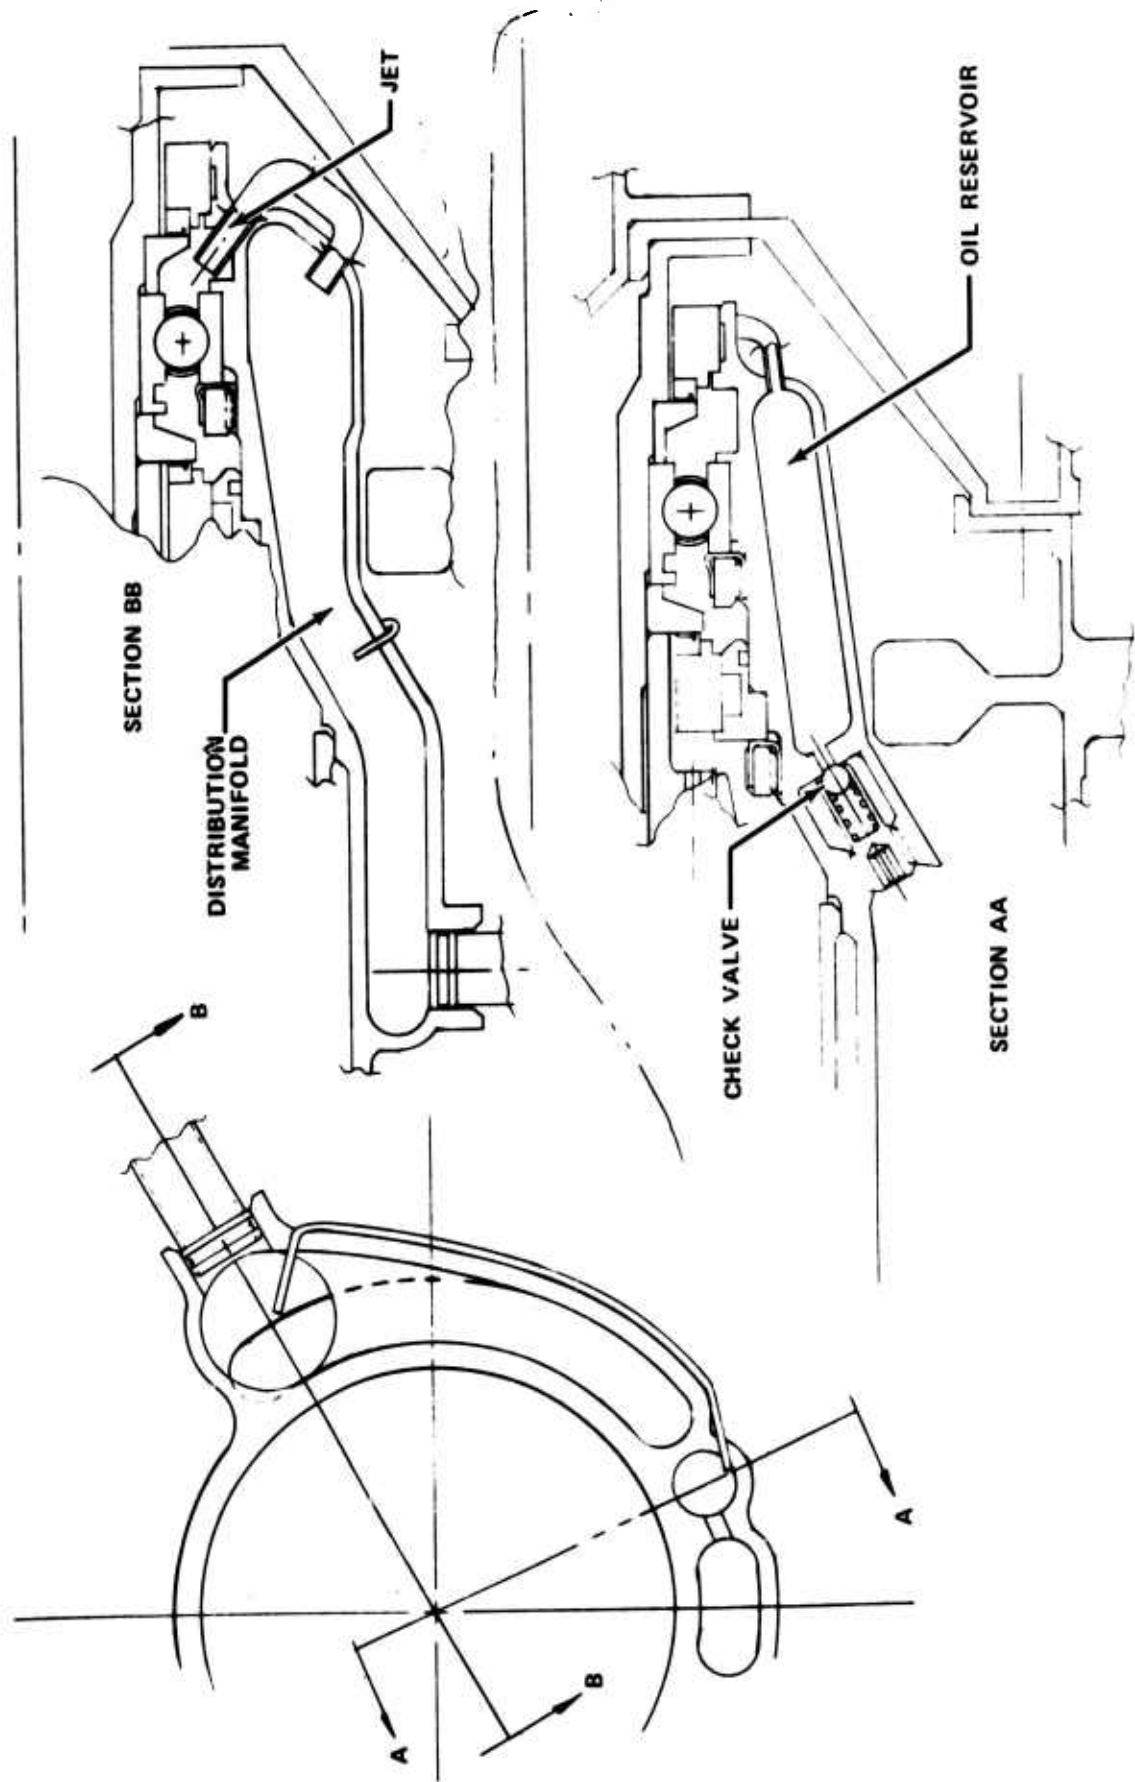 B
B
A
A
SECTION BB
JET
DISTRIBUTION
MANIFOLD
CHECK VALVE
OIL RESERVOIR
SECTION AA